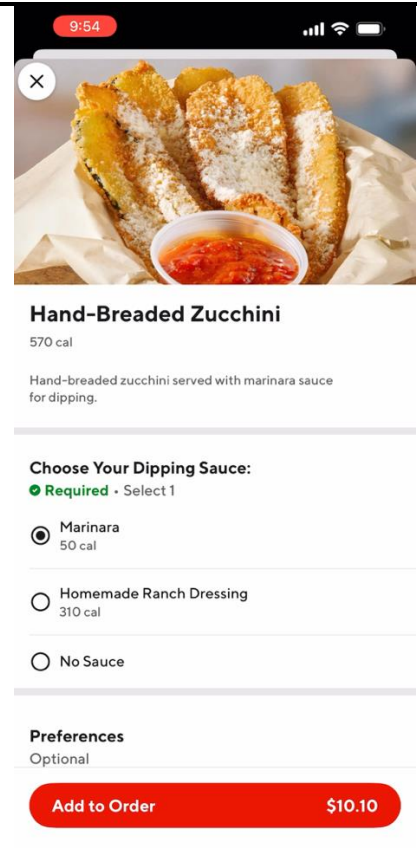 9:54
Hand-Breaded Zucchini
570 cal
Hand-breaded zucchini served with marinara sauce
for dipping.
Choose Your Dipping Sauce:
Required • Select 1
Marinara
50 cal
Homemade Ranch Dressing
310 cal
No Sauce
Preferences
Optional
Add to Order $10.10